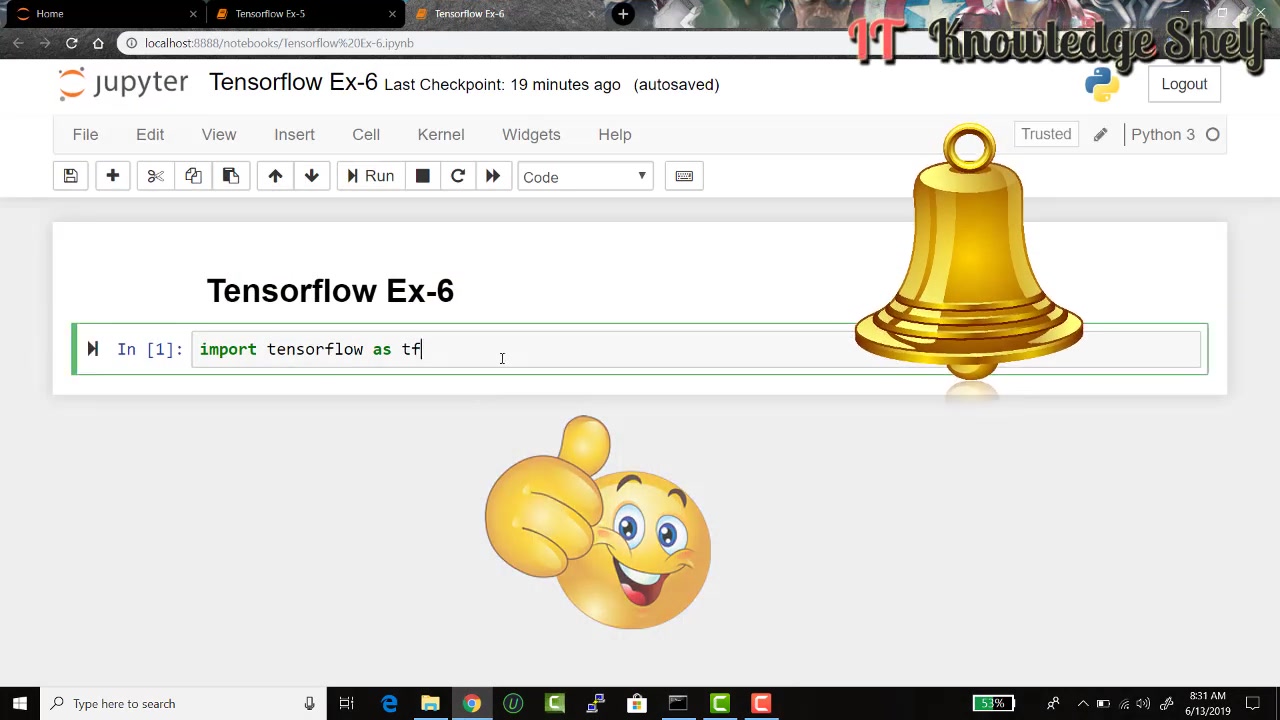 Home
Tensorflow Ex-5
Tensorflow Ex-6
localhost:8888/notebooks/Tensorflow%20Ex-6.ipynb
IT Knowledge Shelf
jupyter Tensorflow Ex-6 Last Checkpoint: 19 minutes ago (autosaved)
Logout
File Edit View Insert Cell Kernel Widgets Help
Trusted
Python 3
Run
Code
Tensorflow Ex-6
In [1]: import tensorflow as tf
Type here to search
53%
8:31 AM
6/13/2019